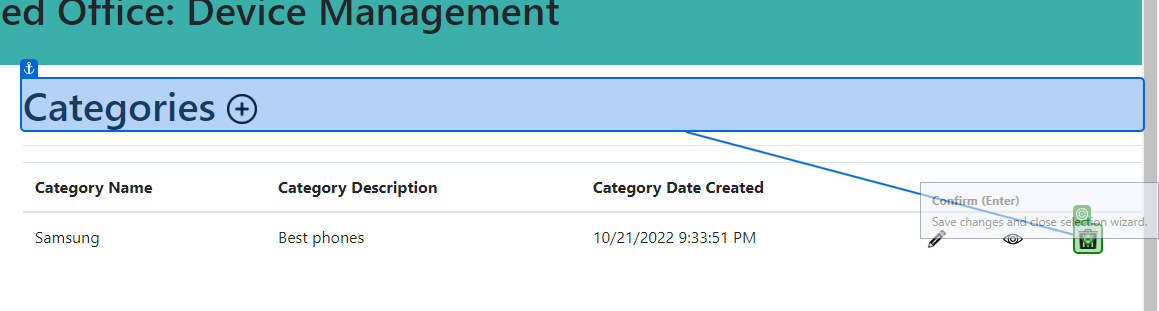 ed Office: Device Management
Categories
Category Name Category Description Category Date Created
Confirm (Enter)
Save changes and close selection wizard.
Samsung Best phones 10/21/2022 9:33:51 PM